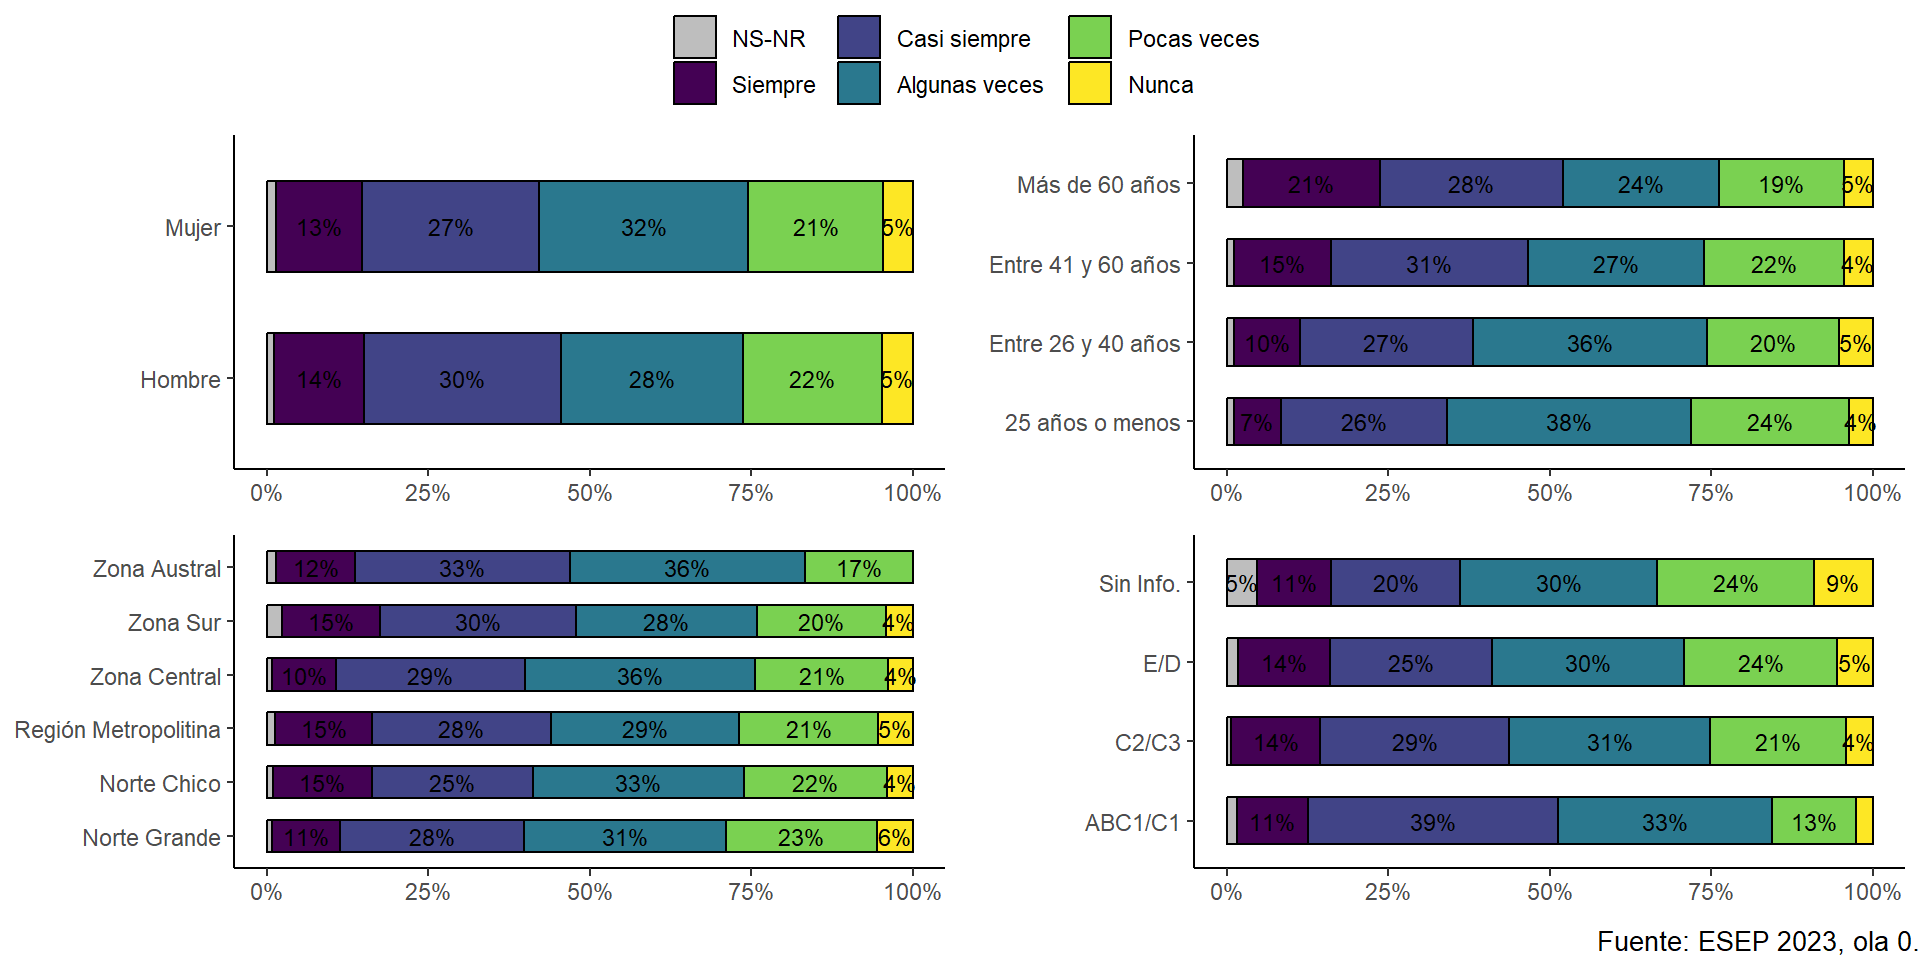 NS-NR Casi siempre Pocas veces
Siempre Algunas veces Nunca
Mujer 13% 27% 32% 21% 5%
Hombre 14% 30% 28% 22% 5%
0% 25% 50% 75% 100%
Más de 60 años 21% 28% 24% 19% 5%
Entre 41 y 60 años 15% 31% 27% 22% 4%
Entre 26 y 40 años 10% 27% 36% 20% 5%
25 años o menos 7% 26% 38% 24% 4%
0% 25% 50% 75% 100%
Zona Austral 12% 33% 36% 17%
Zona Sur 15% 30% 28% 20% 4%
Zona Central 10% 29% 36% 21% 4%
Región Metropolitina 15% 28% 29% 21% 5%
Norte Chico 15% 25% 33% 22% 4%
Norte Grande 11% 28% 31% 23% 6%
0% 25% 50% 75% 100%
Sin Info. 5% 11% 20% 30% 24% 9%
E/D 14% 25% 30% 24% 5%
C2/C3 14% 29% 31% 21% 4%
ABC1/C1 11% 39% 33% 13%
0% 25% 50% 75% 100%
Fuente: ESEP 2023, ola 0.